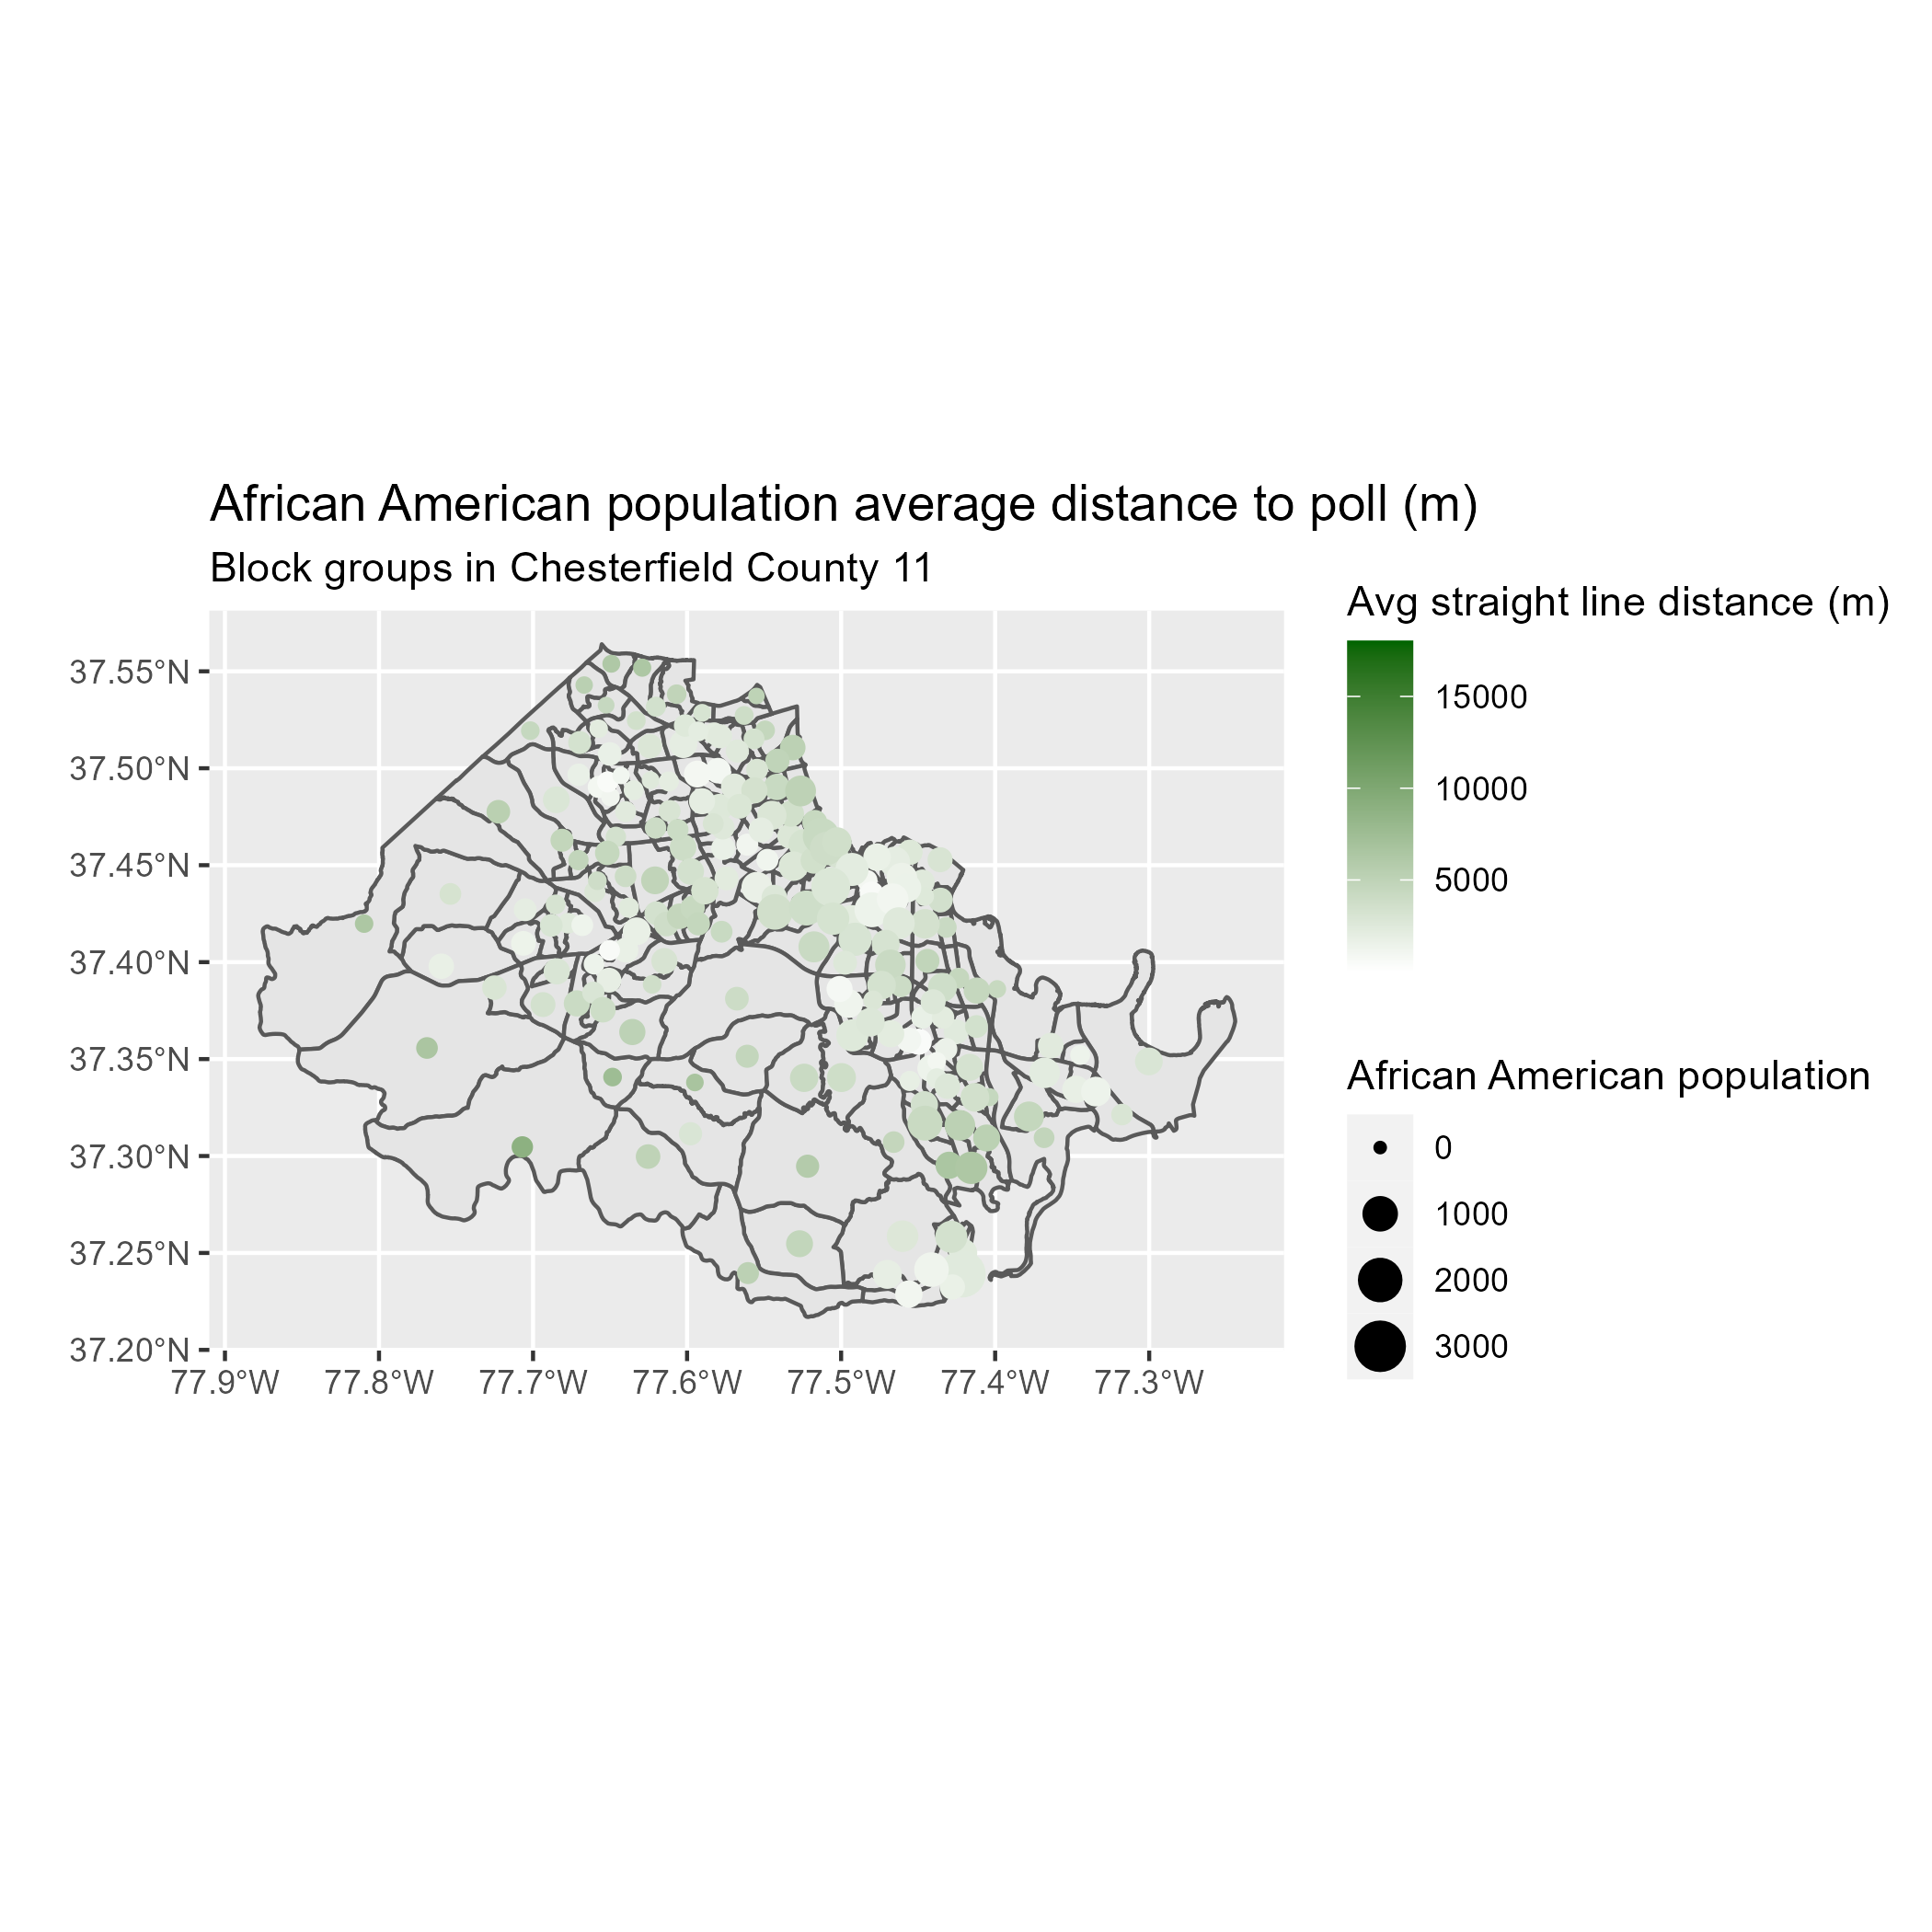 African American population average distance to poll (m)
Block groups in Chesterfield County 11
Avg straight line distance (m)
15000
10000
5000
African American population
0
1000
2000
3000
37.55°N
37.50°N
37.45°N
37.40°N
37.35°N
37.30°N
37.25°N
37.20°N
77.9°W 77.8°W 77.7°W 77.6°W 77.5°W 77.4°W 77.3°W